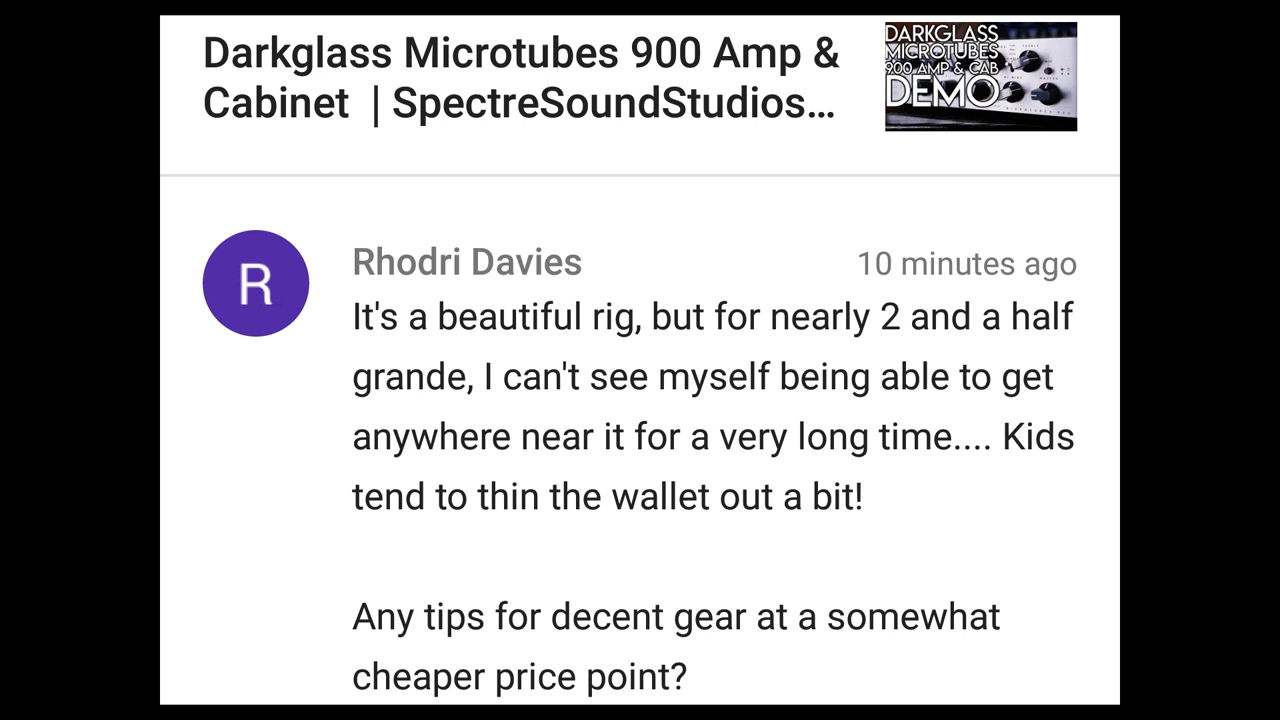 Darkglass Microtubes 900 Amp &
Cabinet | SpectreSoundStudios...
DARKGLASS
MICROTUBES
900 AMP & CAB
DEMO
R
Rhodri Davies
10 minutes ago
It's a beautiful rig, but for nearly 2 and a half
grande, I can't see myself being able to get
anywhere near it for a very long time.... Kids
tend to thin the wallet out a bit!
Any tips for decent gear at a somewhat
cheaper price point?